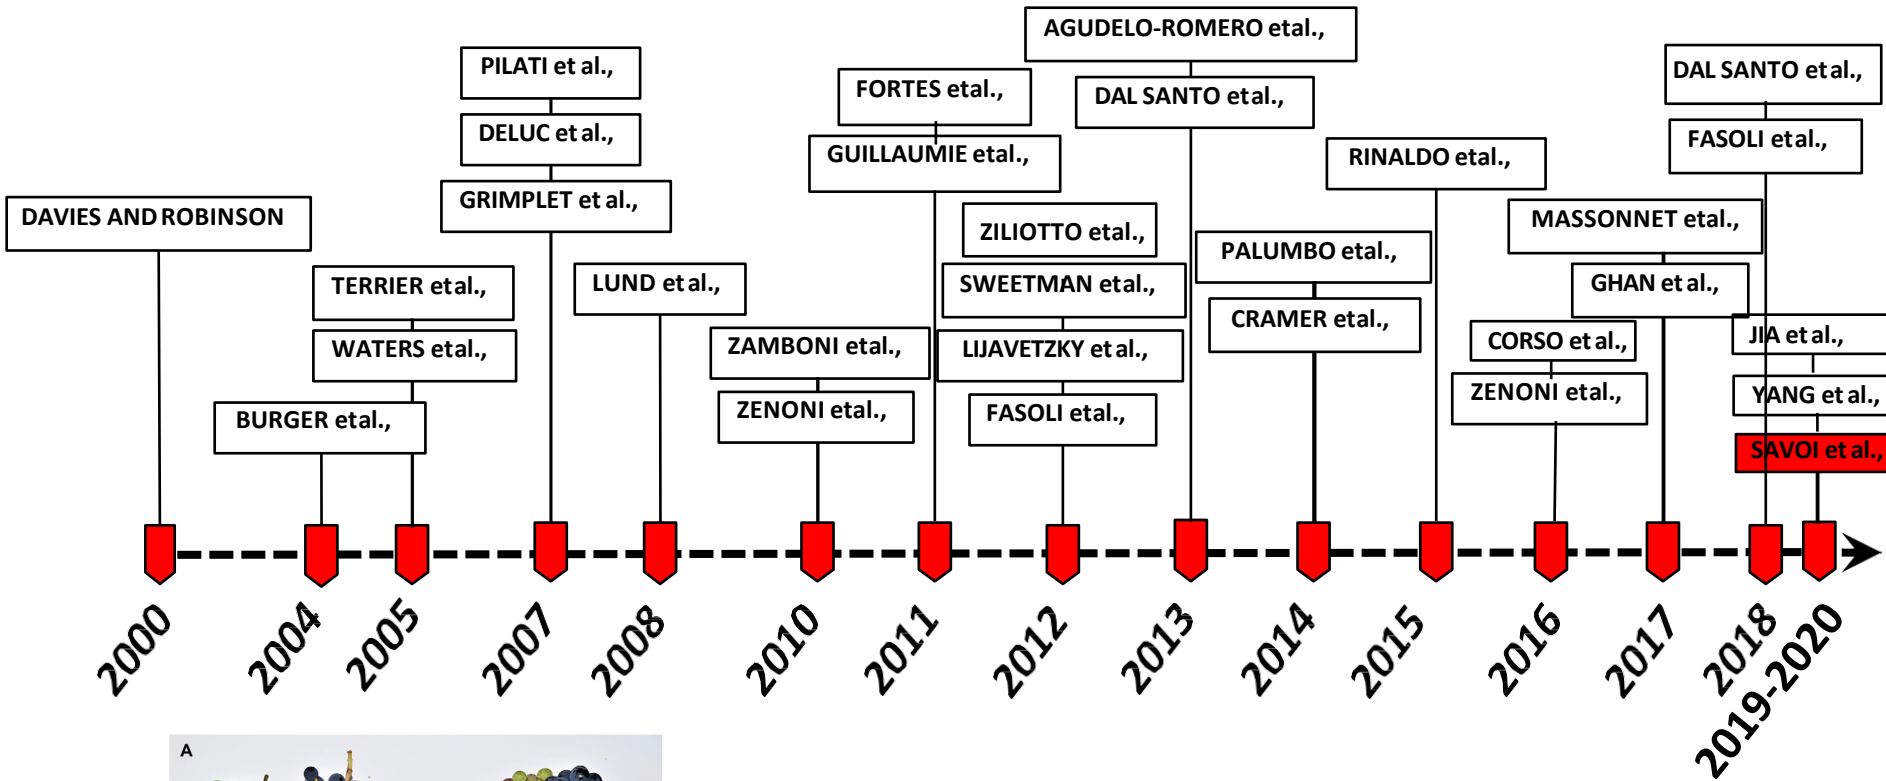 DAVIES AND ROBINSON
BURGER etal.,
TERRIER etal.,
WATERS etal.,
PILATI et al.,
DELUC et al.,
GRIMPLET et al.,
LUND et al.,
ZAMBONI etal.,
ZENONI etal.,
FORTES etal.,
GUILLAUMIE etal.,
ZILIOTTO etal.,
SWEETMAN etal.,
LIJAVETZKY et al.,
FASOLI etal.,
AGUDELO-ROMERO etal.,
DAL SANTO etal.,
PALUMBO etal.,
CRAMER etal.,
RINALDO etal.,
CORSO et al.,
ZENONI etal.,
MASSONNET etal.,
GHAN et al.,
DAL SANTO et al.,
FASOLI et al.,
JIA et al.,
YANG et al.,
SAVOI et al.,
2000
2004
2005
2007
2008
2010
2011
2012
2013
2014
2015
2016
2017
2018
2019-2020
A